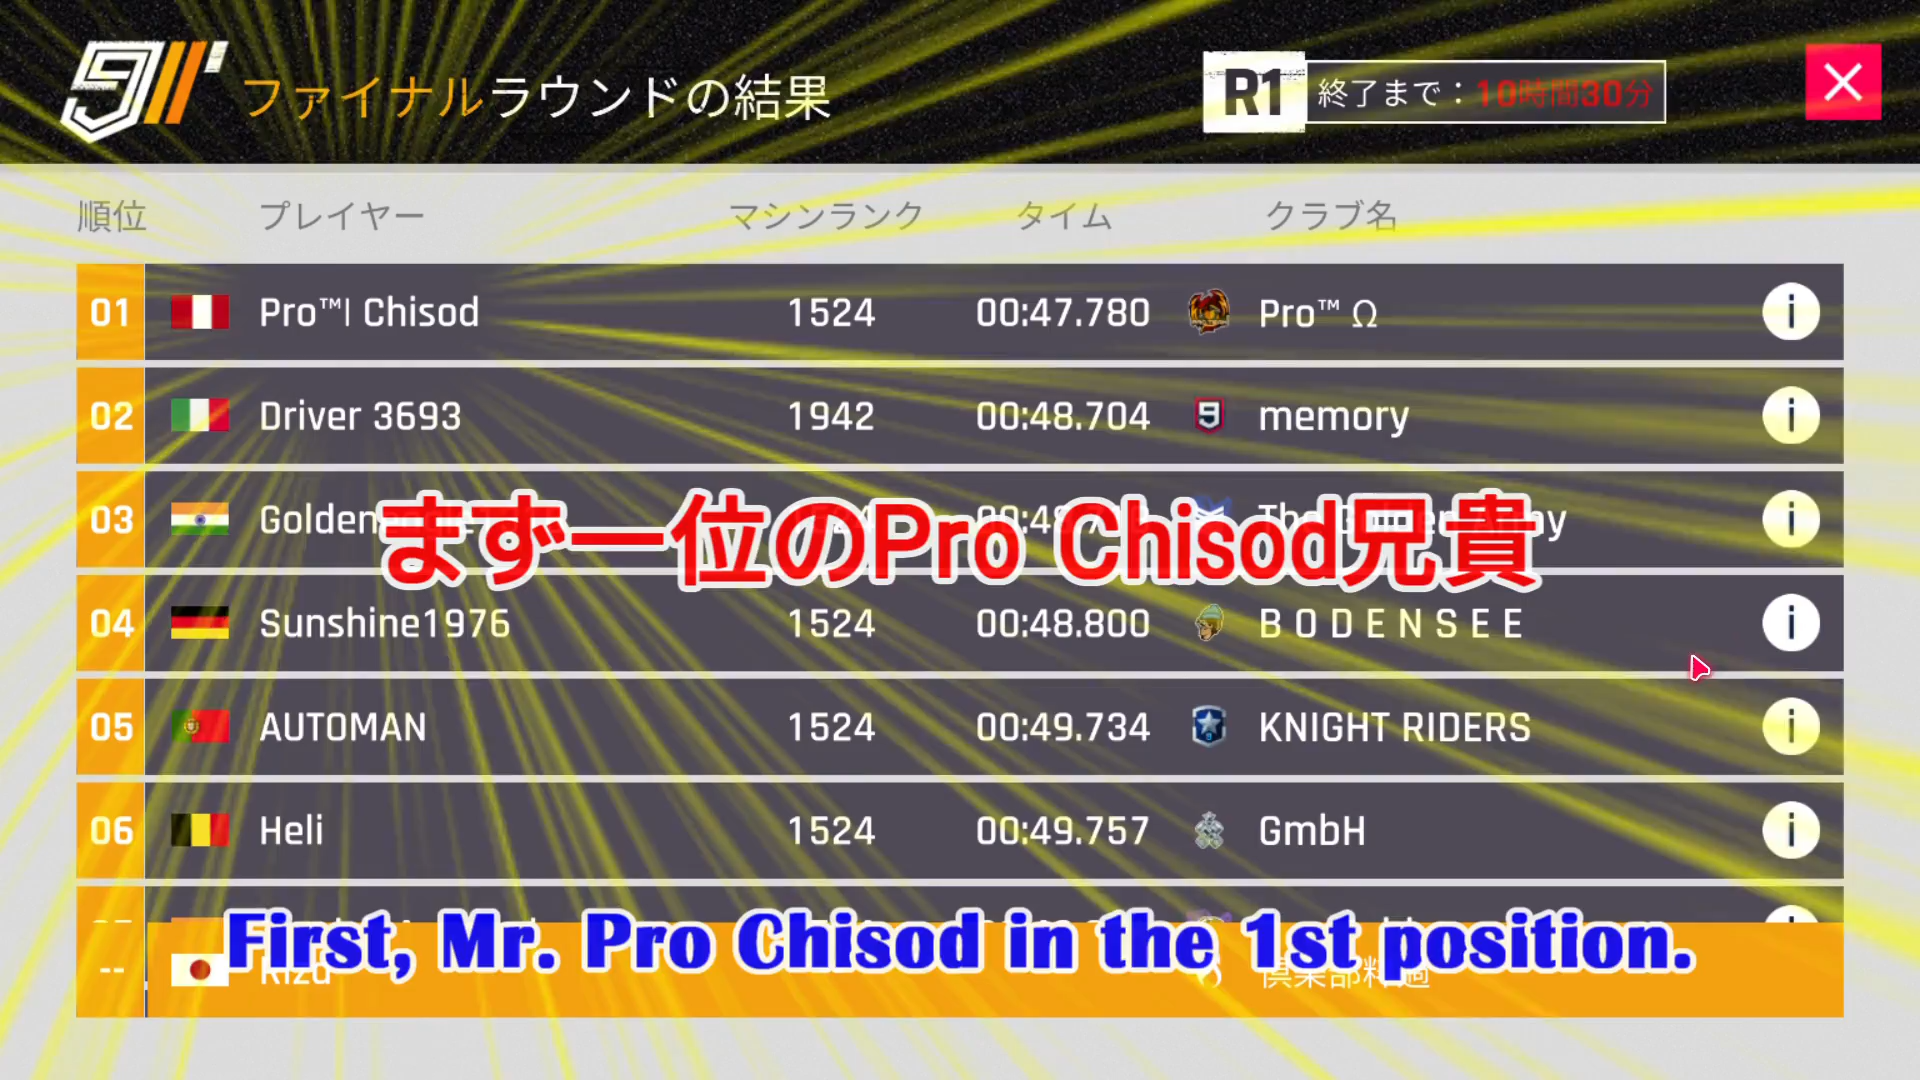 ファイナルラウンドの結果
R1 終了まで：10時間30分
順位 プレイヤー マシンランク タイム クラブ名
01 Pro™| Chisod 1524 00:47.780 Pro™ Ω
02 Driver 3693 1942 00:48.704 memory
03
まず一位のPro Chisod兄貴
04 Sunshine1976 1524 00:48.800 B O D E N S E E
05 AUTOMAN 1524 00:49.734 KNIGHT RIDERS
06 Heli 1524 00:49.757 GmbH
First, Mr. Pro Chisod in the 1st position.
--